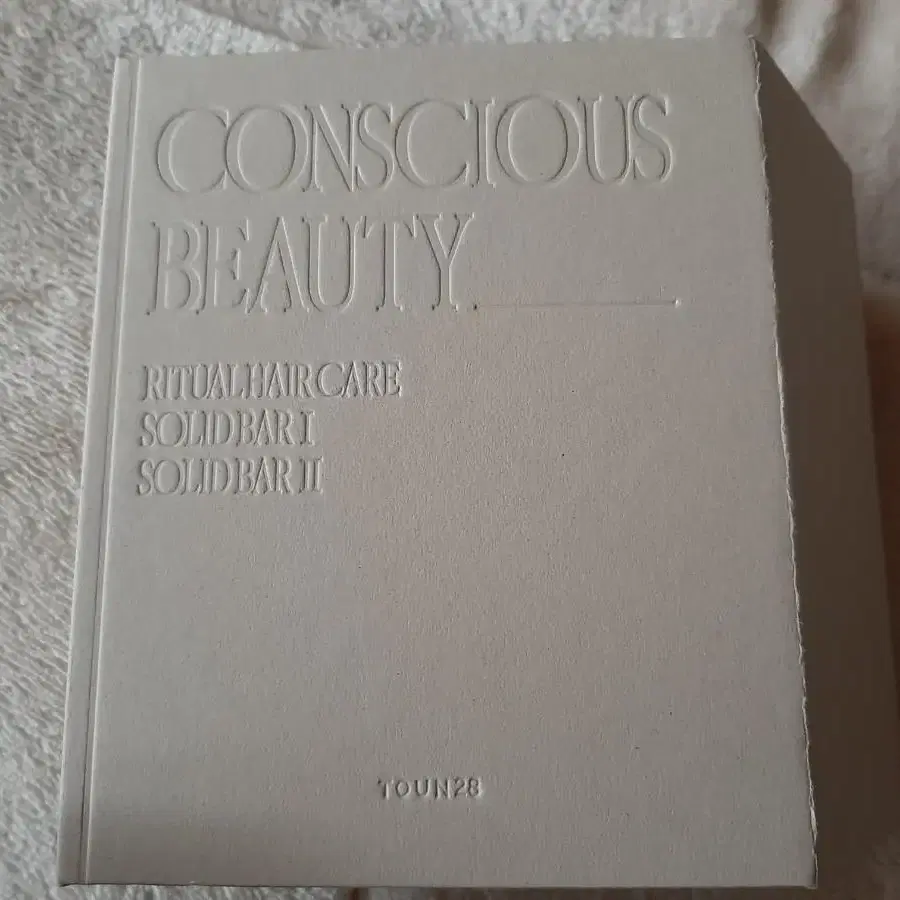 CONSCIOUS
BEAUTY.
RITUAL HAIR CARE
SOLID BAR I
SOLID BAR II
TOUN28